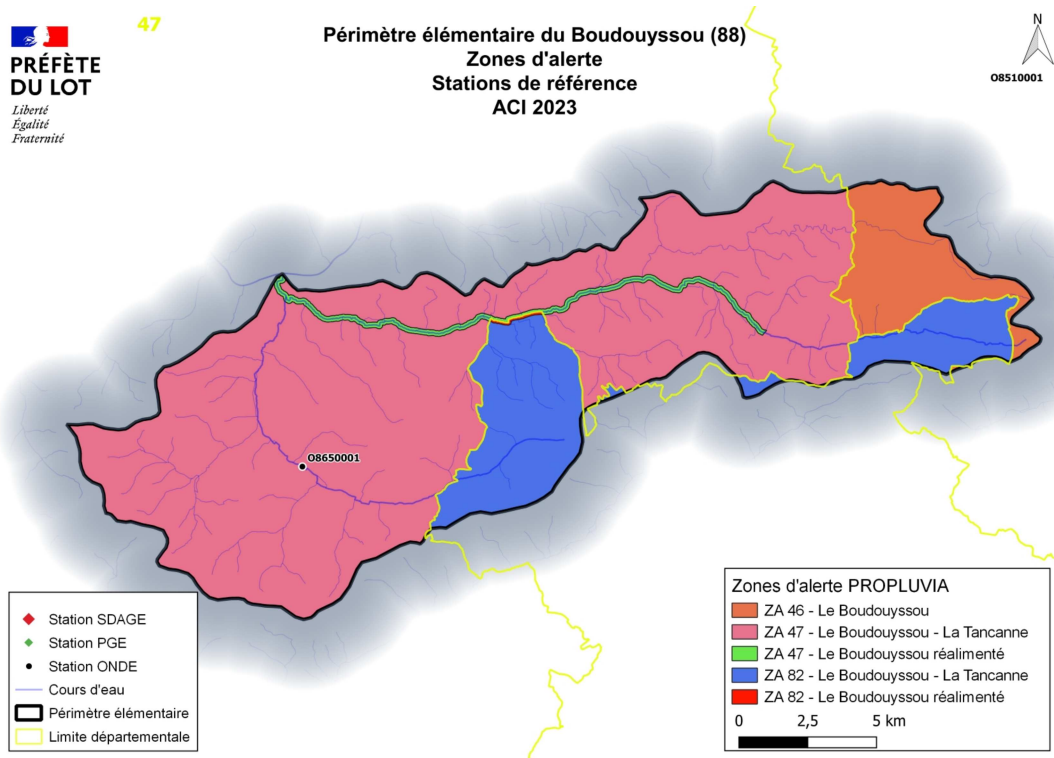 47
PRÉFÈTE
DU LOT
Liberté
Égalité
Fraternité
Périmètre élémentaire du Boudouyssou (88)
Zones d'alerte
Stations de référence
ACI 2023
N
O8510001
O8650001
Station SDAGE
Station PGE
Station ONDE
Cours d'eau
Périmètre élémentaire
Limite départementale
Zones d'alerte PROPLUVIA
ZA 46 - Le Boudouyssou
ZA 47 - Le Boudouyssou - La Tancanne
ZA 47 - Le Boudouyssou réalimenté
ZA 82 - Le Boudouyssou - La Tancanne
ZA 82 - Le Boudouyssou réalimenté
0 2,5 5 km